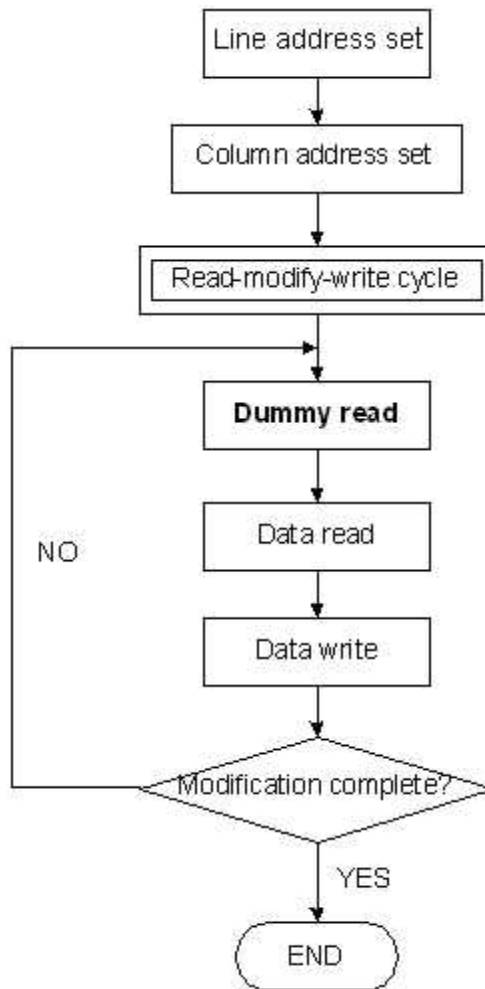 Line address set
Column address set
Read-modify-write cycle
Dummy read
Data read
NO
Data write
Modification complete?
YES
END